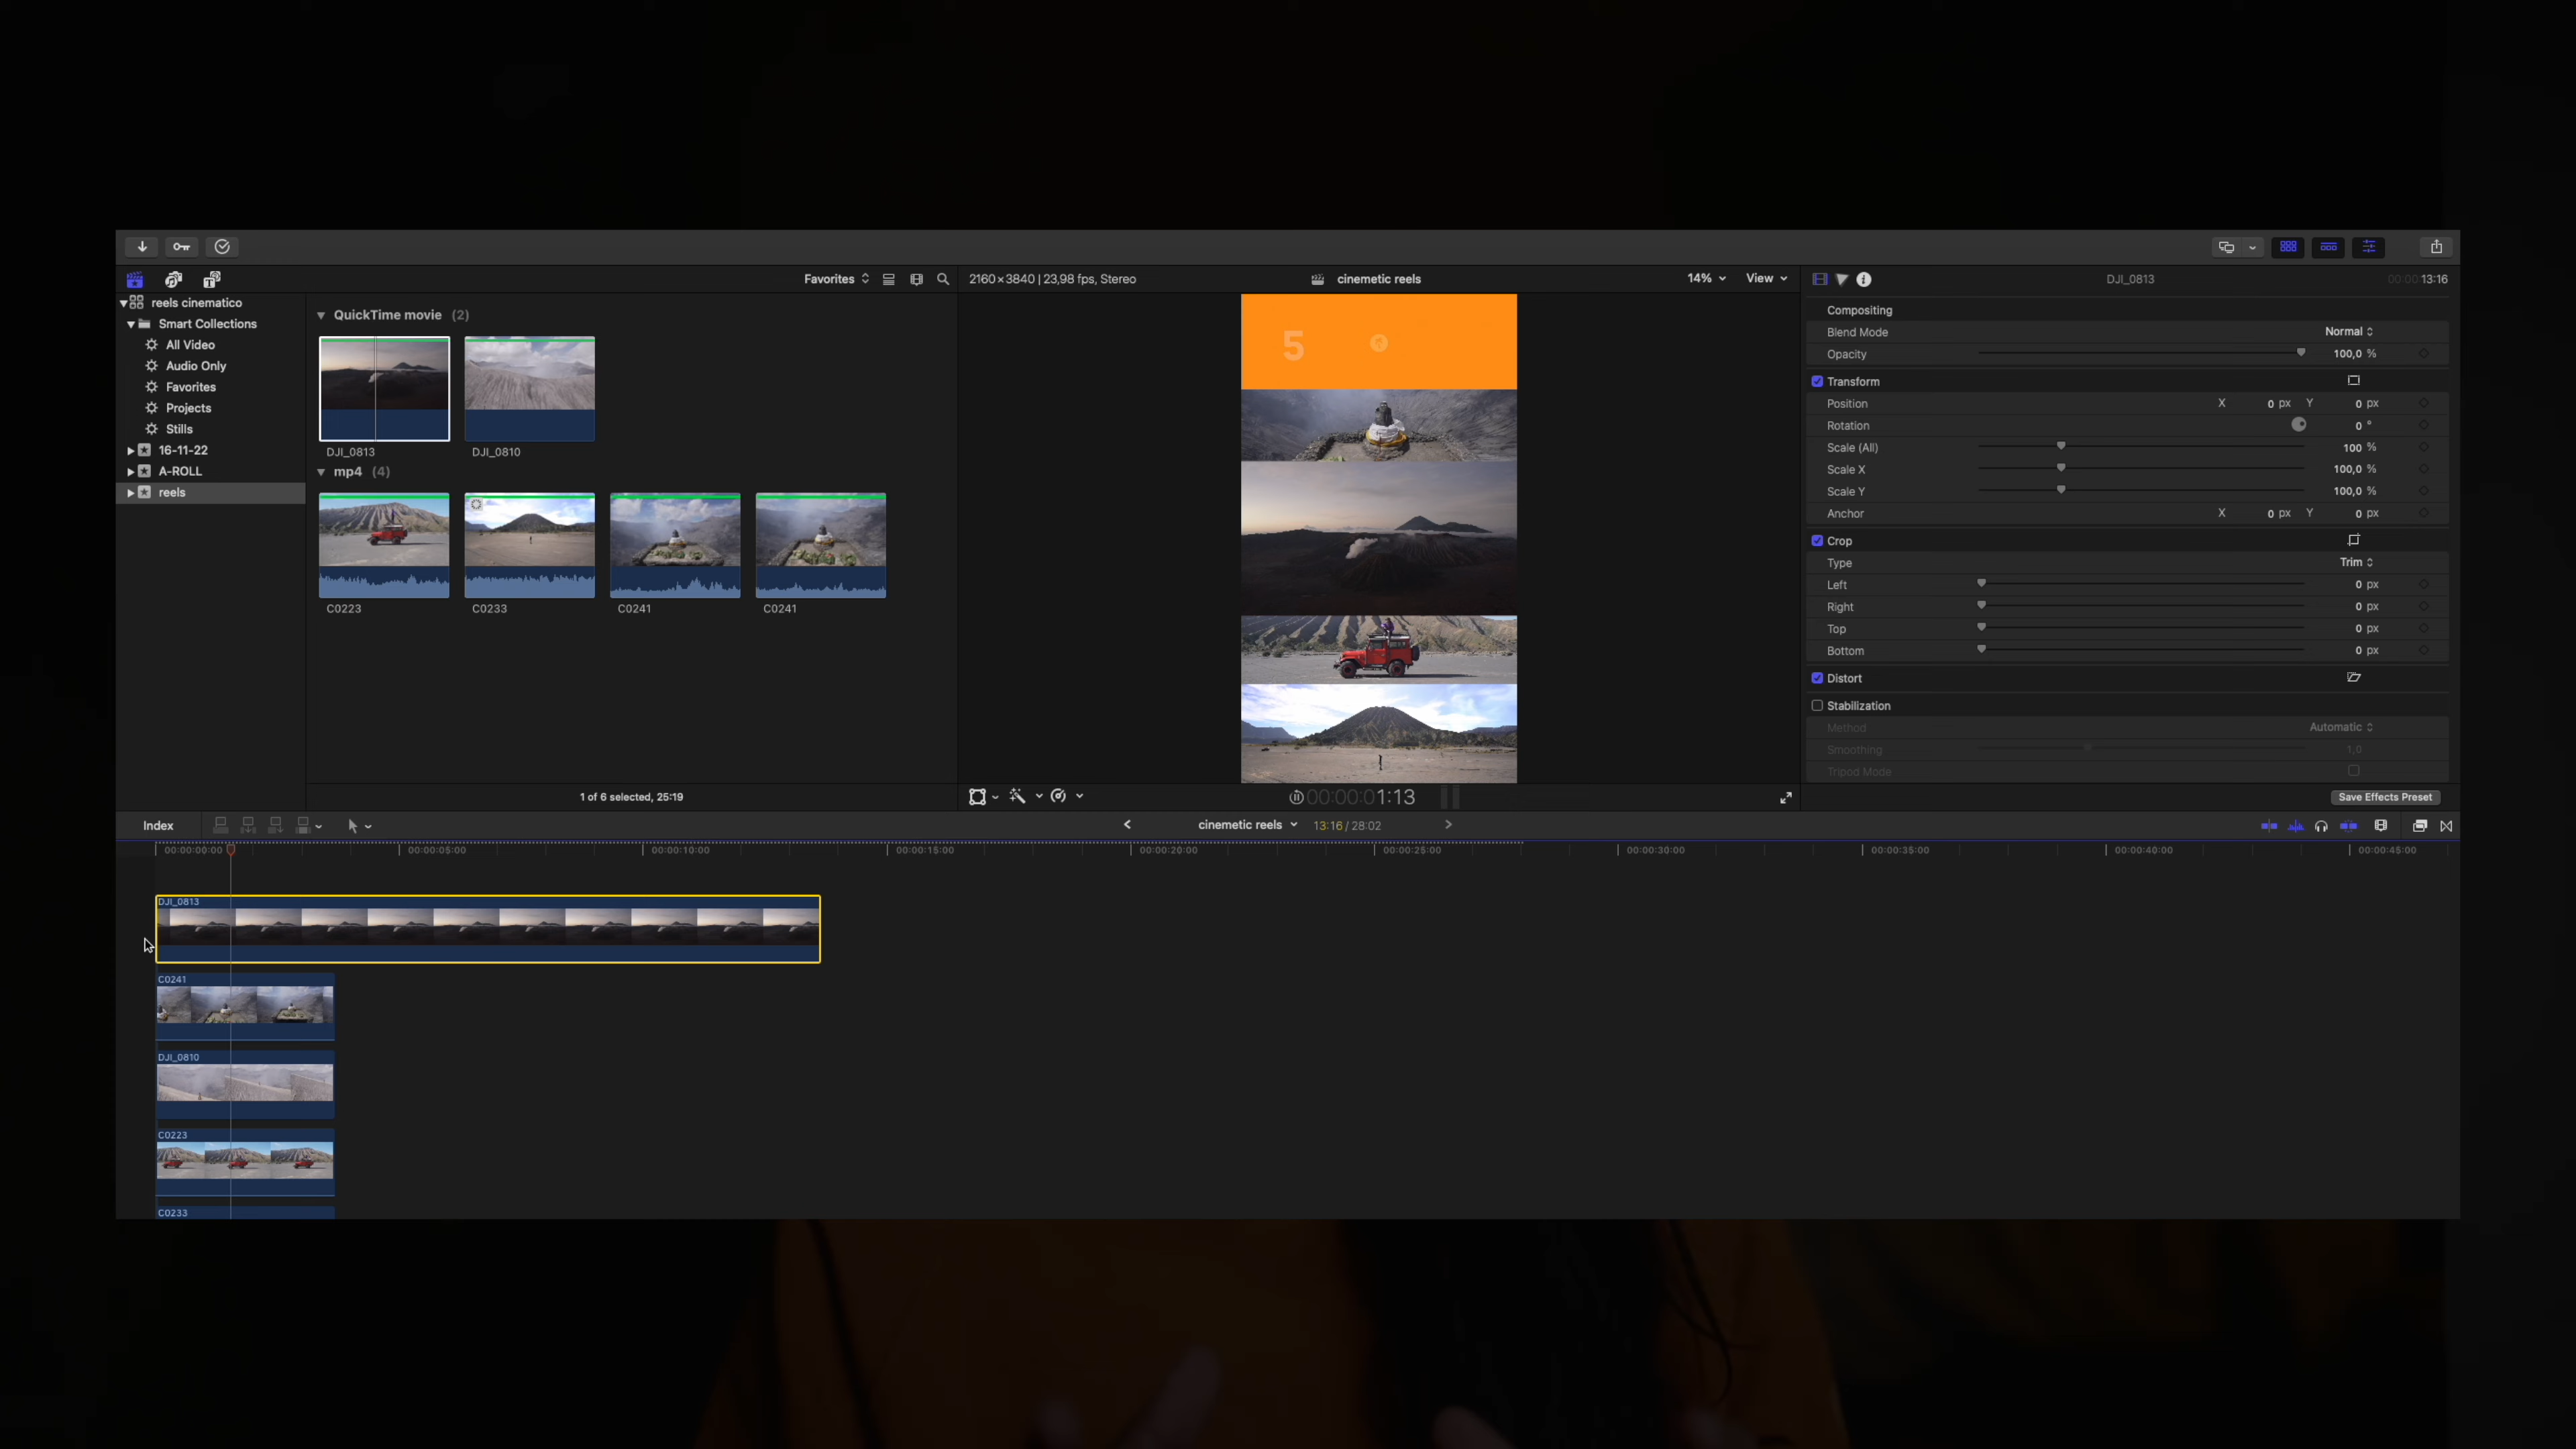 Favorites
2160×3840 | 23,98 fps, Stereo
cinemetic reels
14%
View
DJI_0813
00:00:13:16
reels cinematico
Smart Collections
All Video
Audio Only
Favorites
Projects
Stills
16-11-22
A-ROLL
reels
QuickTime movie (2)
DJI_0813
DJI_0810
mp4 (4)
C0223
C0233
C0241
C0241
1 of 6 selected, 25:19
5
00:00:01:13
Compositing
Blend Mode
Normal
Opacity
100,0 %
Transform
Position
X 0 px Y 0 px
Rotation
0 °
Scale (All)
100 %
Scale X
100,0 %
Scale Y
100,0 %
Anchor
X 0 px Y 0 px
Crop
Type
Trim
Left
0 px
Right
0 px
Top
0 px
Bottom
0 px
Distort
Stabilization
Method
Automatic
Smoothing
1,0
Tripod Mode
Save Effects Preset
Index
cinemetic reels
13:16 / 28:02
00:00:00:00
00:00:05:00
00:00:10:00
00:00:15:00
00:00:20:00
00:00:25:00
00:00:30:00
00:00:35:00
00:00:40:00
00:00:45:00
DJI_0813
C0241
DJI_0810
C0223
C0233